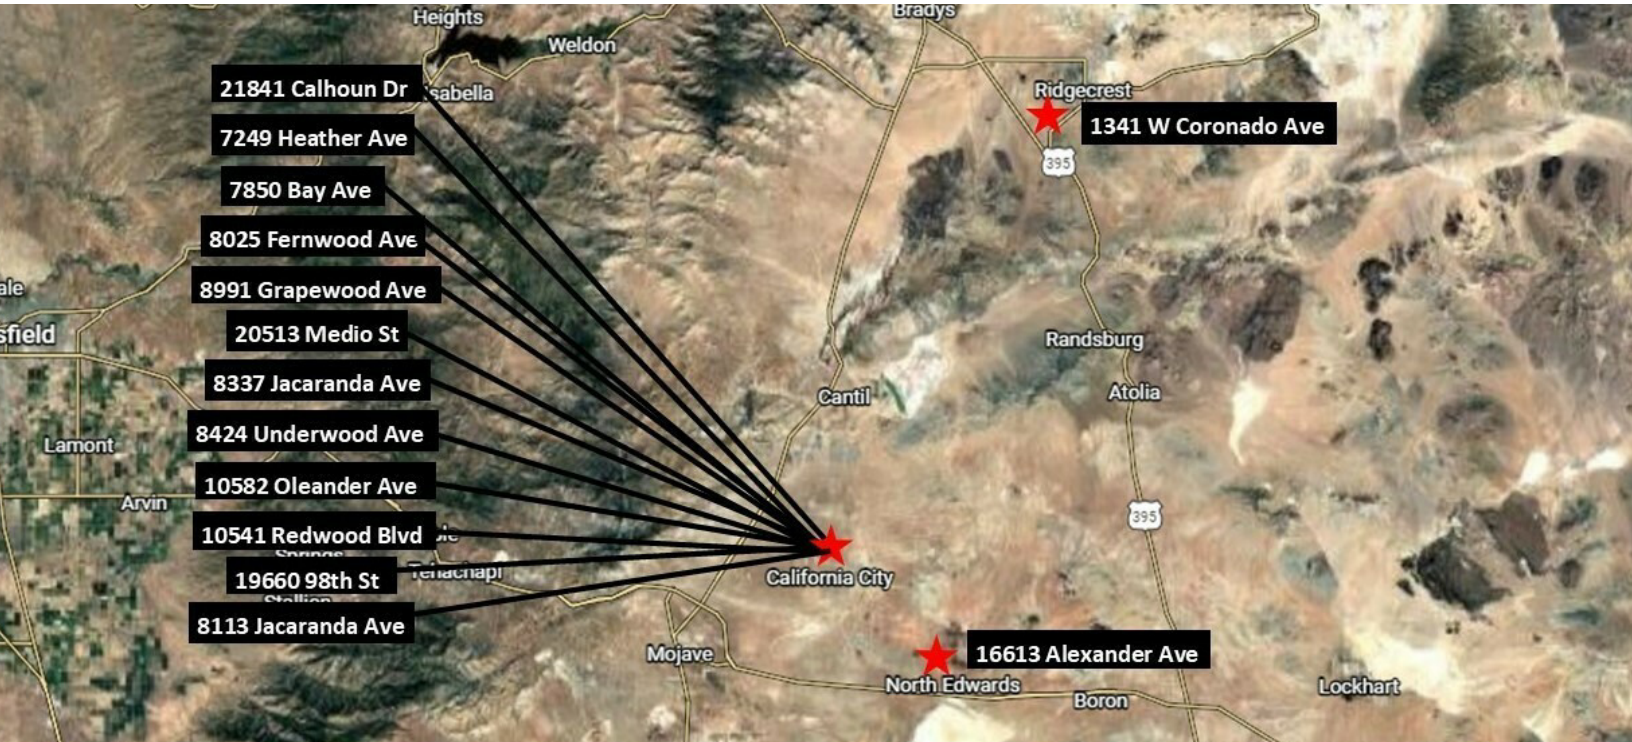 Heights
Bradys
Weldon
21841 Calhoun Dr
Isabella
Ridgecrest
1341 W Coronado Ave
7249 Heather Ave
395
7850 Bay Ave
8025 Fernwood Ave
8991 Grapewood Ave
ale
sfield
20513 Medio St
Randsburg
8337 Jacaranda Ave
Cantil
Atolia
8424 Underwood Ave
Lamont
10582 Oleander Ave
Arvin
395
10541 Redwood Blvd
Springs
19660 98th St
Tehachapi
California City
Stallion
8113 Jacaranda Ave
Mojave
16613 Alexander Ave
North Edwards
Boron
Lockhart